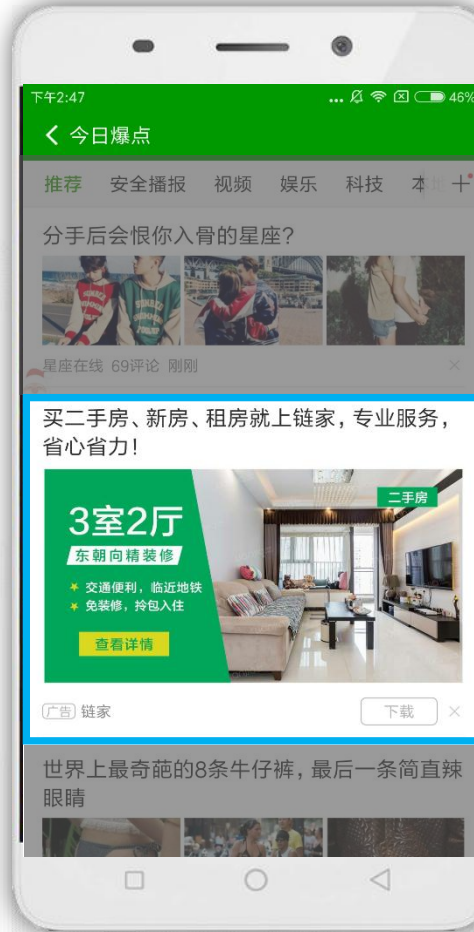 下午2:47
... 46%
今日爆点
推荐 安全播报 视频 娱乐 科技
分手后会恨你入骨的星座？
星座在线 69评论 刚刚
买二手房、新房、租房就上链家，专业服务，
省心省力！
二手房
3室2厅
东朝向精装修
交通便利，临近地铁
免装修，拎包入住
查看详情
广告 链家
下载
世界上最奇葩的8条牛仔裤，最后一条简直辣
眼睛